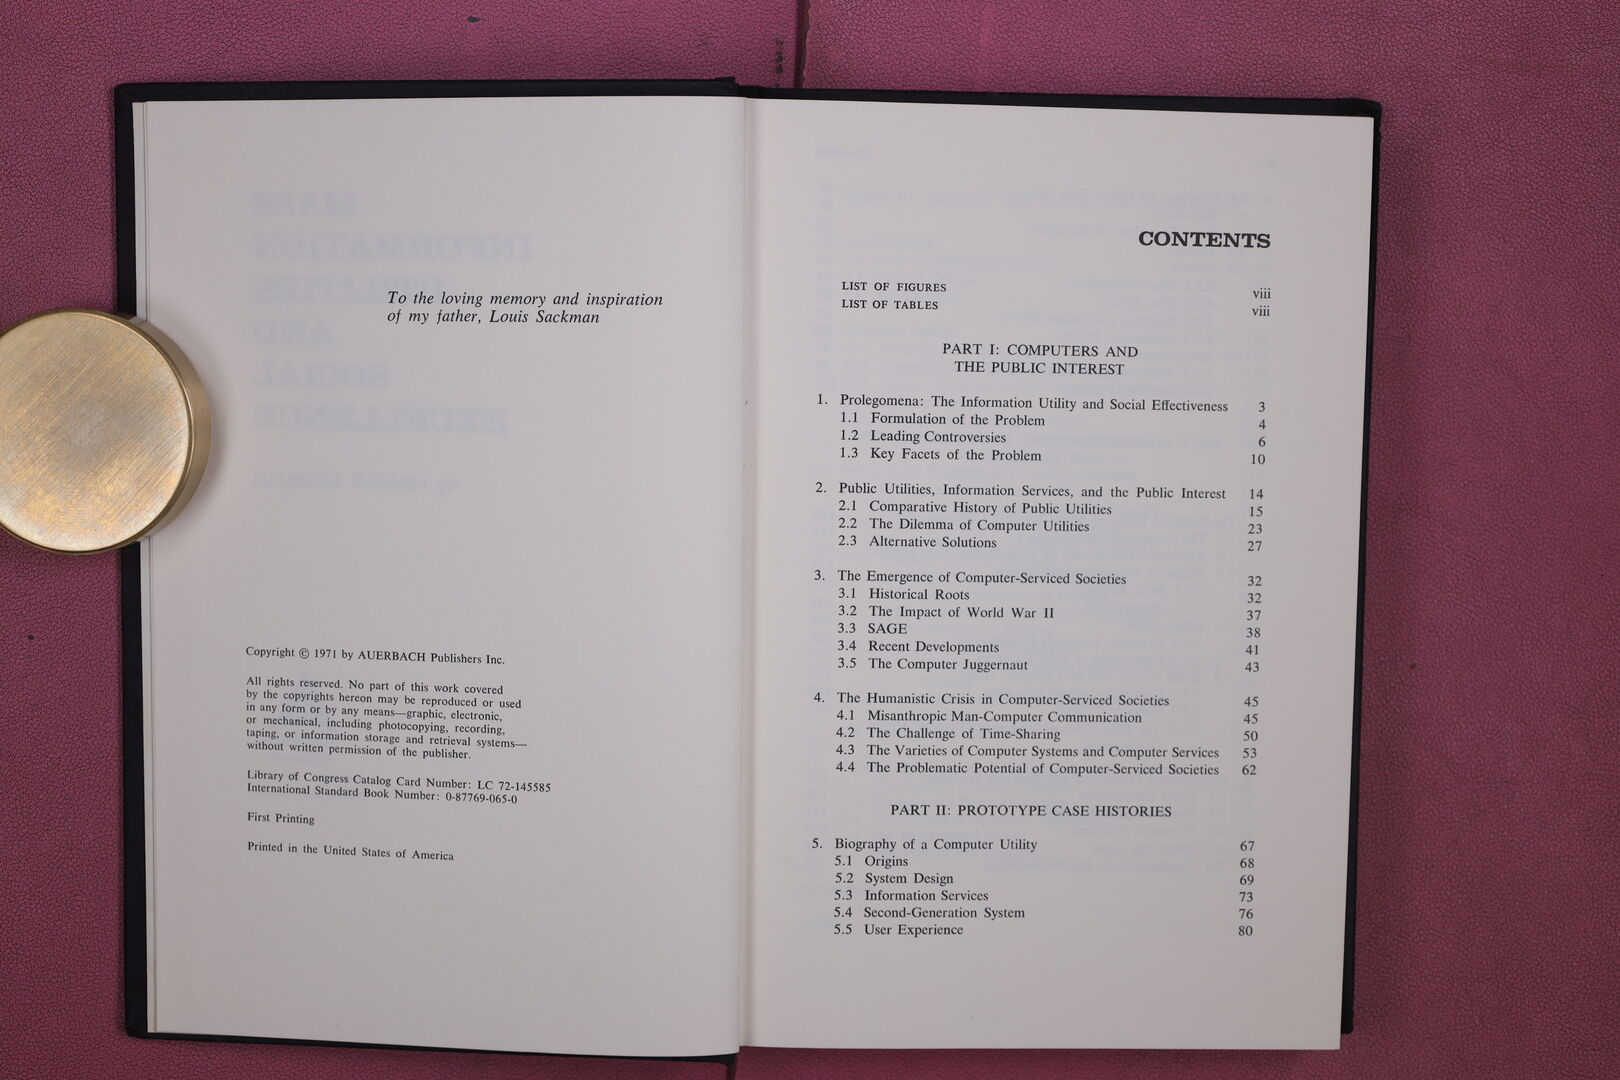 To the loving memory and inspiration
of my father, Louis Sackman
Copyright © 1971 by AUERBACH Publishers Inc.
All rights reserved. No part of this work covered
by the copyrights hereon may be reproduced or used
in any form or by any means—graphic, electronic,
or mechanical, including photocopying, recording,
taping, or information storage and retrieval systems—
without written permission of the publisher.
Library of Congress Catalog Card Number: LC 72-145585
International Standard Book Number: 0-87769-065-0
First Printing
Printed in the United States of America
CONTENTS
LIST OF FIGURES viii
LIST OF TABLES viii
PART I: COMPUTERS AND
THE PUBLIC INTEREST
1. Prolegomena: The Information Utility and Social Effectiveness 3
1.1 Formulation of the Problem 4
1.2 Leading Controversies 6
1.3 Key Facets of the Problem 10
2. Public Utilities, Information Services, and the Public Interest 14
2.1 Comparative History of Public Utilities 15
2.2 The Dilemma of Computer Utilities 23
2.3 Alternative Solutions 27
3. The Emergence of Computer-Serviced Societies 32
3.1 Historical Roots 32
3.2 The Impact of World War II 37
3.3 SAGE 38
3.4 Recent Developments 41
3.5 The Computer Juggernaut 43
4. The Humanistic Crisis in Computer-Serviced Societies 45
4.1 Misanthropic Man-Computer Communication 45
4.2 The Challenge of Time-Sharing 50
4.3 The Varieties of Computer Systems and Computer Services 53
4.4 The Problematic Potential of Computer-Serviced Societies 62
PART II: PROTOTYPE CASE HISTORIES
5. Biography of a Computer Utility 67
5.1 Origins 68
5.2 System Design 69
5.3 Information Services 73
5.4 Second-Generation System 76
5.5 User Experience 80